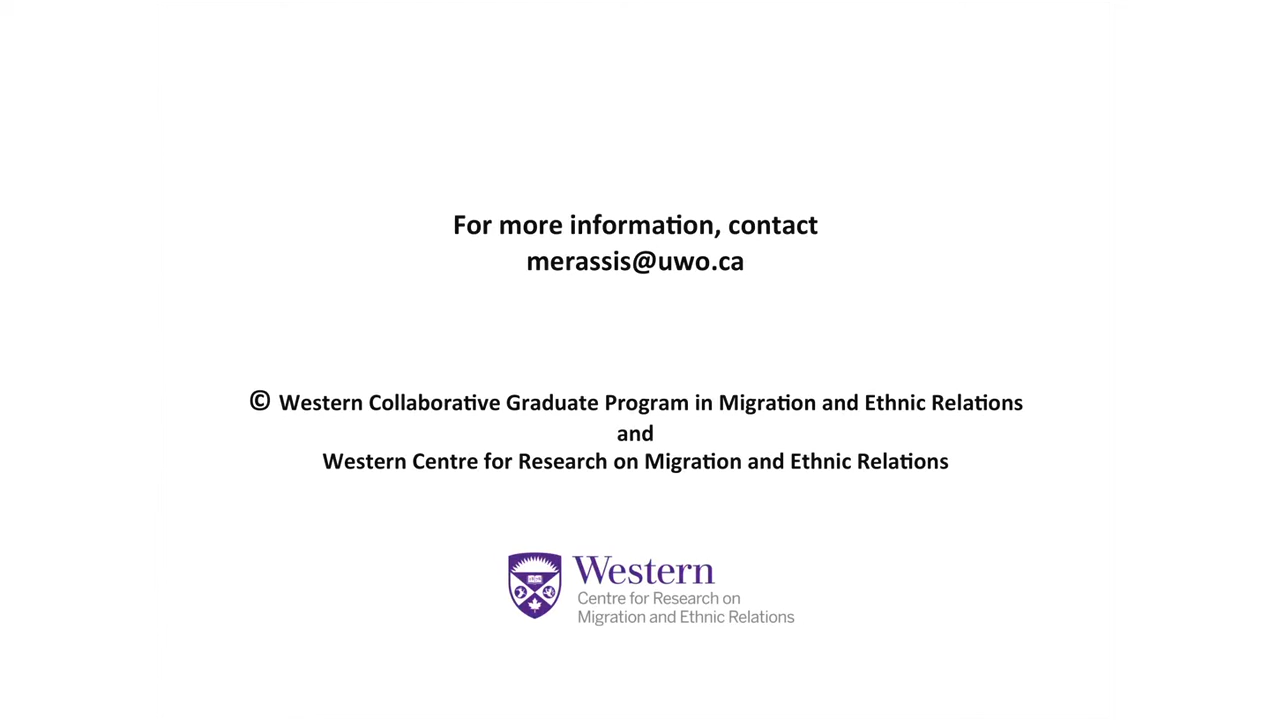 For more information, contact
merassis@uwo.ca
© Western Collaborative Graduate Program in Migration and Ethnic Relations
and
Western Centre for Research on Migration and Ethnic Relations
Western
Centre for Research on
Migration and Ethnic Relations